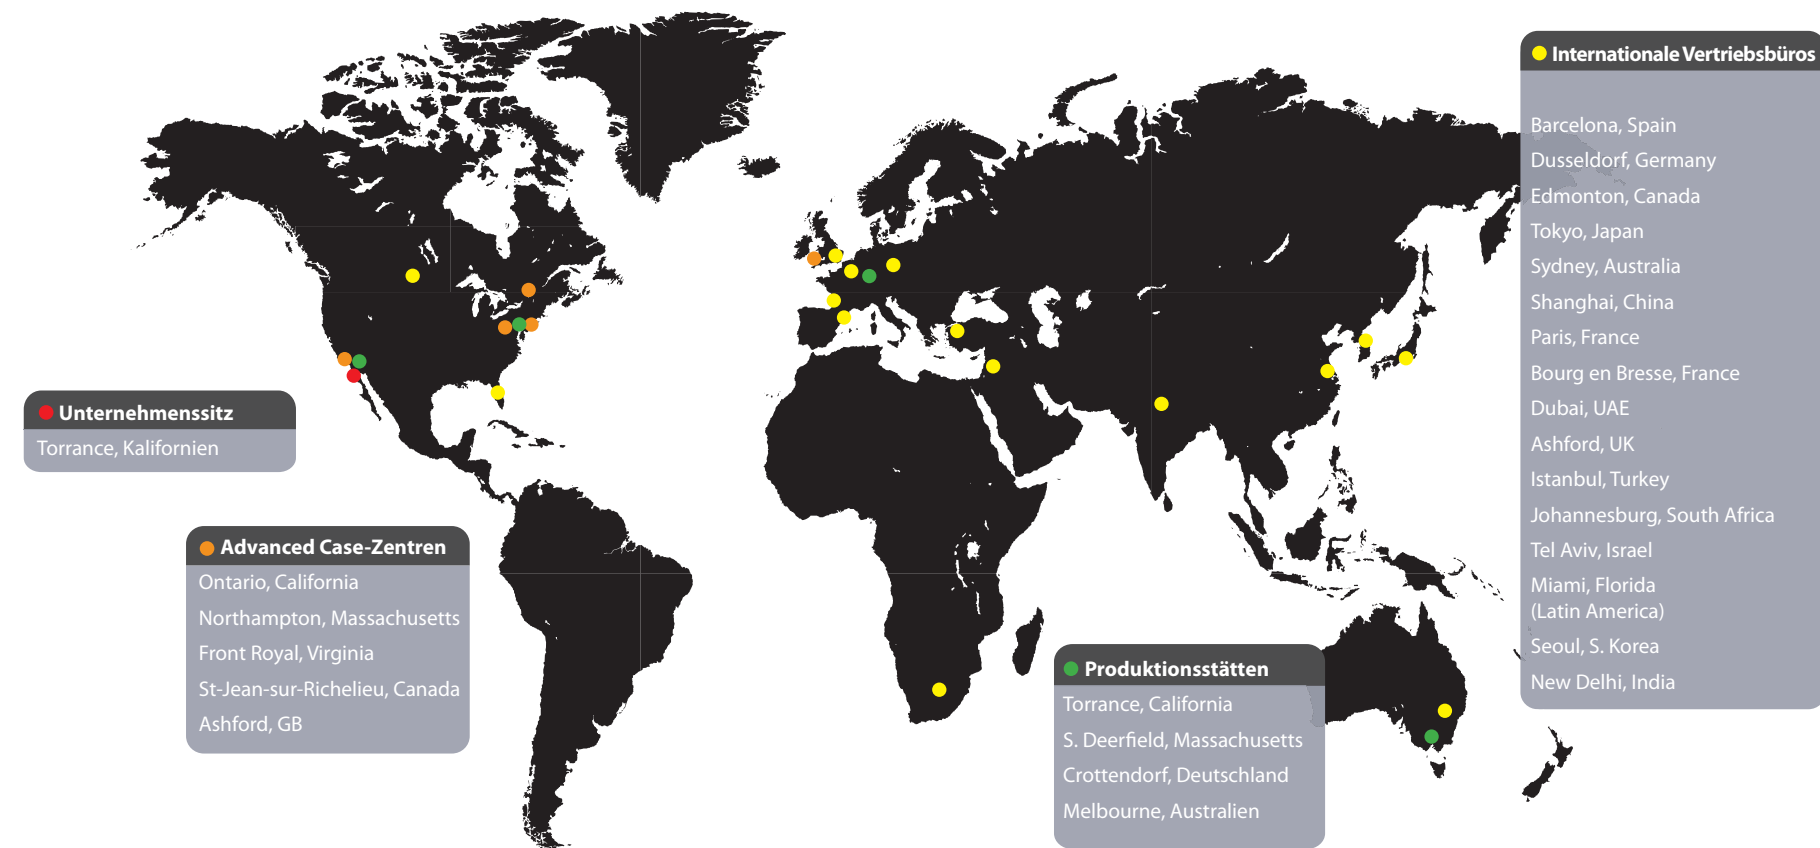 Internationale Vertriebsbüros
Barcelona, Spain
Dusseldorf, Germany
Edmonton, Canada
Tokyo, Japan
Sydney, Australia
Shanghai, China
Paris, France
Bourg en Bresse, France
Dubai, UAE
Ashford, UK
Istanbul, Turkey
Johannesburg, South Africa
Tel Aviv, Israel
Miami, Florida
(Latin America)
Seoul, S. Korea
New Delhi, India
Unternehmenssitz
Torrance, Kalifornien
Advanced Case-Zentren
Ontario, California
Northampton, Massachusetts
Front Royal, Virginia
St-Jean-sur-Richelieu, Canada
Ashford, GB
Produktionsstätten
Torrance, California
S. Deerfield, Massachusetts
Crottendorf, Deutschland
Melbourne, Australien